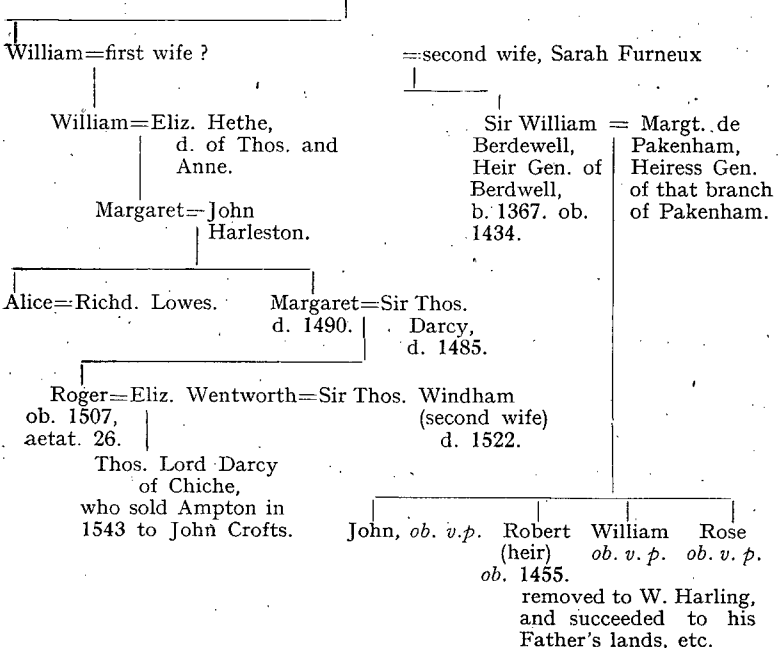 William=first wife ?
=second wife, Sarah Furneux
William=Eliz. Hethe,
d. of Thos. and
Anne.
Sir William = Margt. de
Berdewell, Pakenham,
Heir Gen. of Heiress Gen.
Berdwell, of that branch
b. 1367. ob. of Pakenham.
1434.
Margaret=John
Harleston.
Alice=Richd. Lowes.
Margaret=Sir Thos.
d. 1490. Darcy,
d. 1485.
Roger=Eliz. Wentworth=Sir Thos. Windham
ob. 1507, (second wife)
aetat. 26. d. 1522.
Thos. Lord Darcy
of Chiche,
who sold Ampton in
1543 to John Crofts.
John, ob. v.p. Robert William Rose
(heir) ob. v. p. ob. v. p.
ob. 1455.
removed to W. Harling,
and succeeded to his
Father's lands, etc.